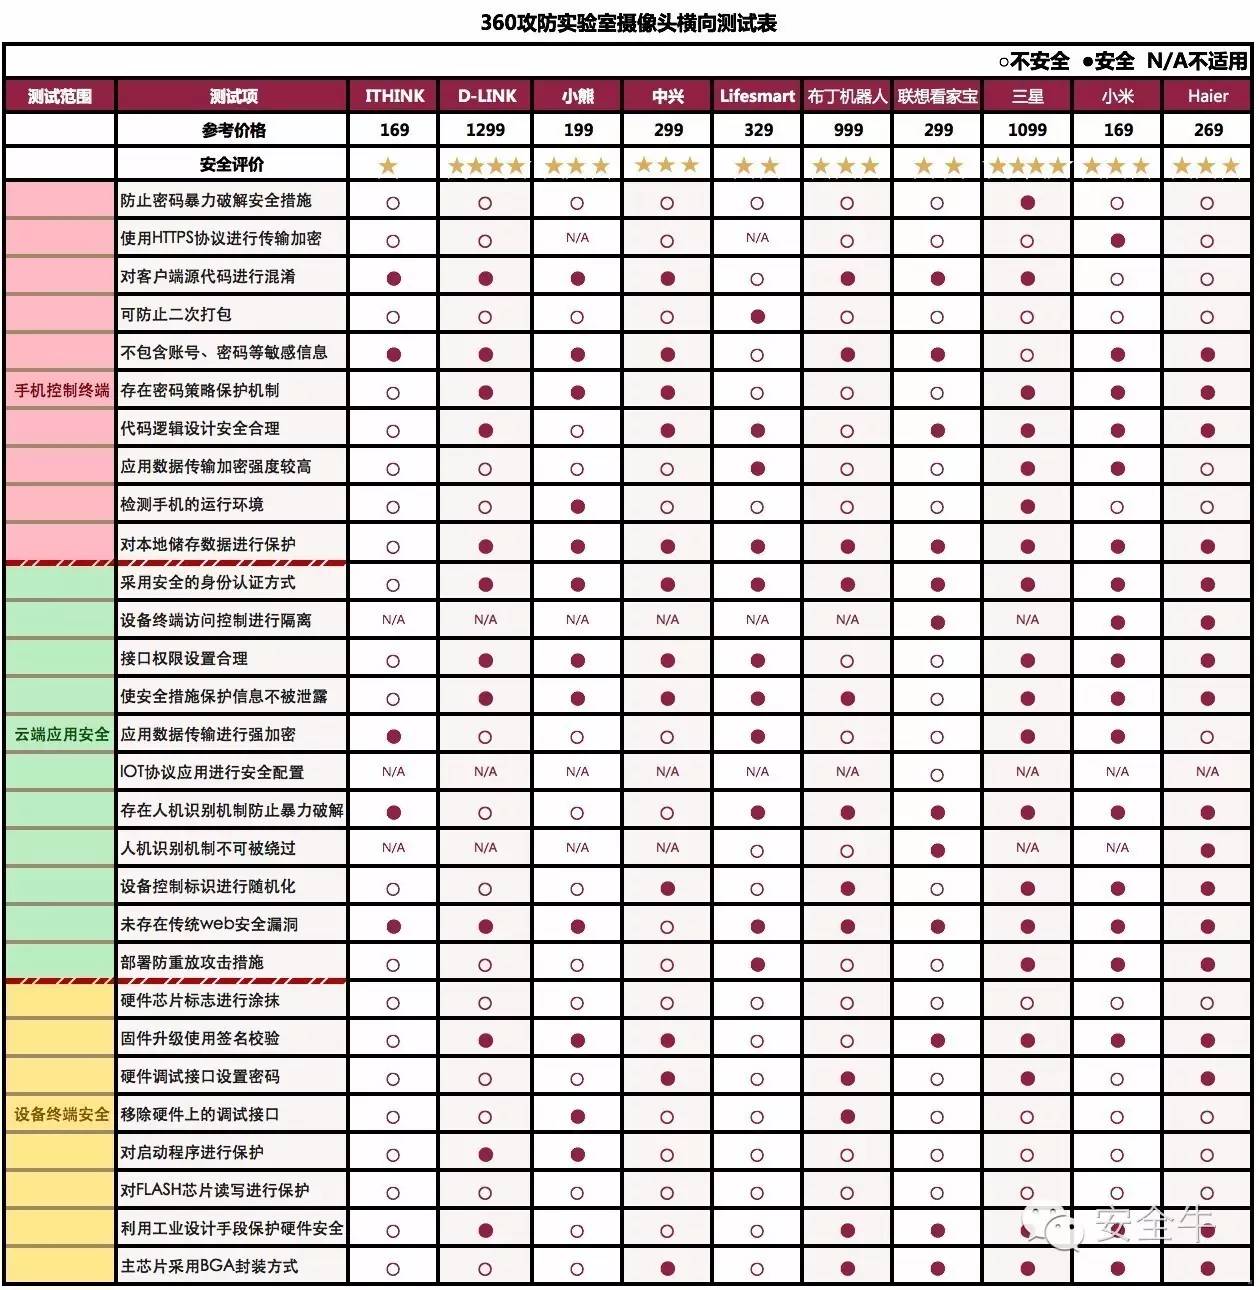 360攻防实验室摄像头横向测试表
○不安全 ●安全 N/A不适用
测试范围 测试项 ITHINK D-LINK 小熊 中兴 Lifesmart 布丁机器人 联想看家宝 三星 小米 Haier
参考价格 169 1299 199 299 329 999 299 1099 169 269
安全评价 ★ ★★★★ ★★★ ★★★ ★★ ★★★ ★★ ★★★★ ★★★ ★★★
防止密码暴力破解安全措施 ○ ○ ○ ○ ○ ○ ○ ● ○ ○
使用HTTPS协议进行传输加密 ○ ○ N/A ○ N/A ○ ○ ○ ● ○
对客户端源代码进行混淆 ● ● ● ● ○ ● ● ● ○ ○
可防止二次打包 ○ ○ ○ ○ ● ○ ○ ○ ○ ○
不包含账号、密码等敏感信息 ● ● ● ● ○ ● ● ○ ● ●
手机控制终端 存在密码策略保护机制 ○ ● ● ● ○ ○ ○ ● ● ●
代码逻辑设计安全合理 ○ ● ○ ● ● ○ ● ● ● ●
应用数据传输加密强度较高 ○ ○ ○ ○ ● ○ ○ ● ● ○
检测手机的运行环境 ○ ○ ● ○ ○ ○ ○ ● ○ ○
对本地储存数据进行保护 ○ ● ● ● ● ● ● ● ● ●
采用安全的身份认证方式 ○ ● ● ● ● ● ● ● ● ●
设备终端访问控制进行隔离 N/A N/A N/A N/A N/A N/A ● N/A ● ●
接口权限设置合理 ○ ● ● ● ● ○ ○ ● ● ●
使安全措施保护信息不被泄露 ○ ● ● ● ● ● ○ ● ● ●
云端应用安全 应用数据传输进行强加密 ● ○ ○ ○ ● ○ ○ ● ● ○
IOT协议应用进行安全配置 N/A N/A N/A N/A N/A N/A ○ N/A N/A N/A
存在人机识别机制防止暴力破解 ● ○ ○ ○ ● ● ● ● ● ●
人机识别机制不可被绕过 N/A N/A N/A N/A ○ ○ ● N/A N/A ●
设备控制标识进行随机化 ○ ○ ○ ● ○ ● ○ ● ● ●
未存在传统web安全漏洞 ● ● ● ○ ● ● ● ● ● ●
部署防重放攻击措施 ○ ○ ○ ○ ● ○ ○ ● ● ●
硬件芯片标志进行涂抹 ○ ○ ○ ○ ○ ○ ○ ○ ○ ○
固件升级使用签名校验 ○ ● ● ● ○ ○ ● ● ● ●
硬件调试接口设置密码 ○ ○ ○ ● ○ ● ○ ● ○ ●
设备终端安全 移除硬件上的调试接口 ○ ○ ● ○ ○ ● ○ ○ ○ ○
对启动程序进行保护 ○ ● ● ○ ○ ○ ○ ○ ○ ○
对FLASH芯片读写进行保护 ○ ○ ○ ○ ○ ○ ○ ○ ○ ○
利用工业设计手段保护硬件安全 ○ ● ○ ○ ○ ● ● ● ● ●
主芯片采用BGA封装方式 ○ ○ ○ ● ○ ● ● ● ● ●
安全牛